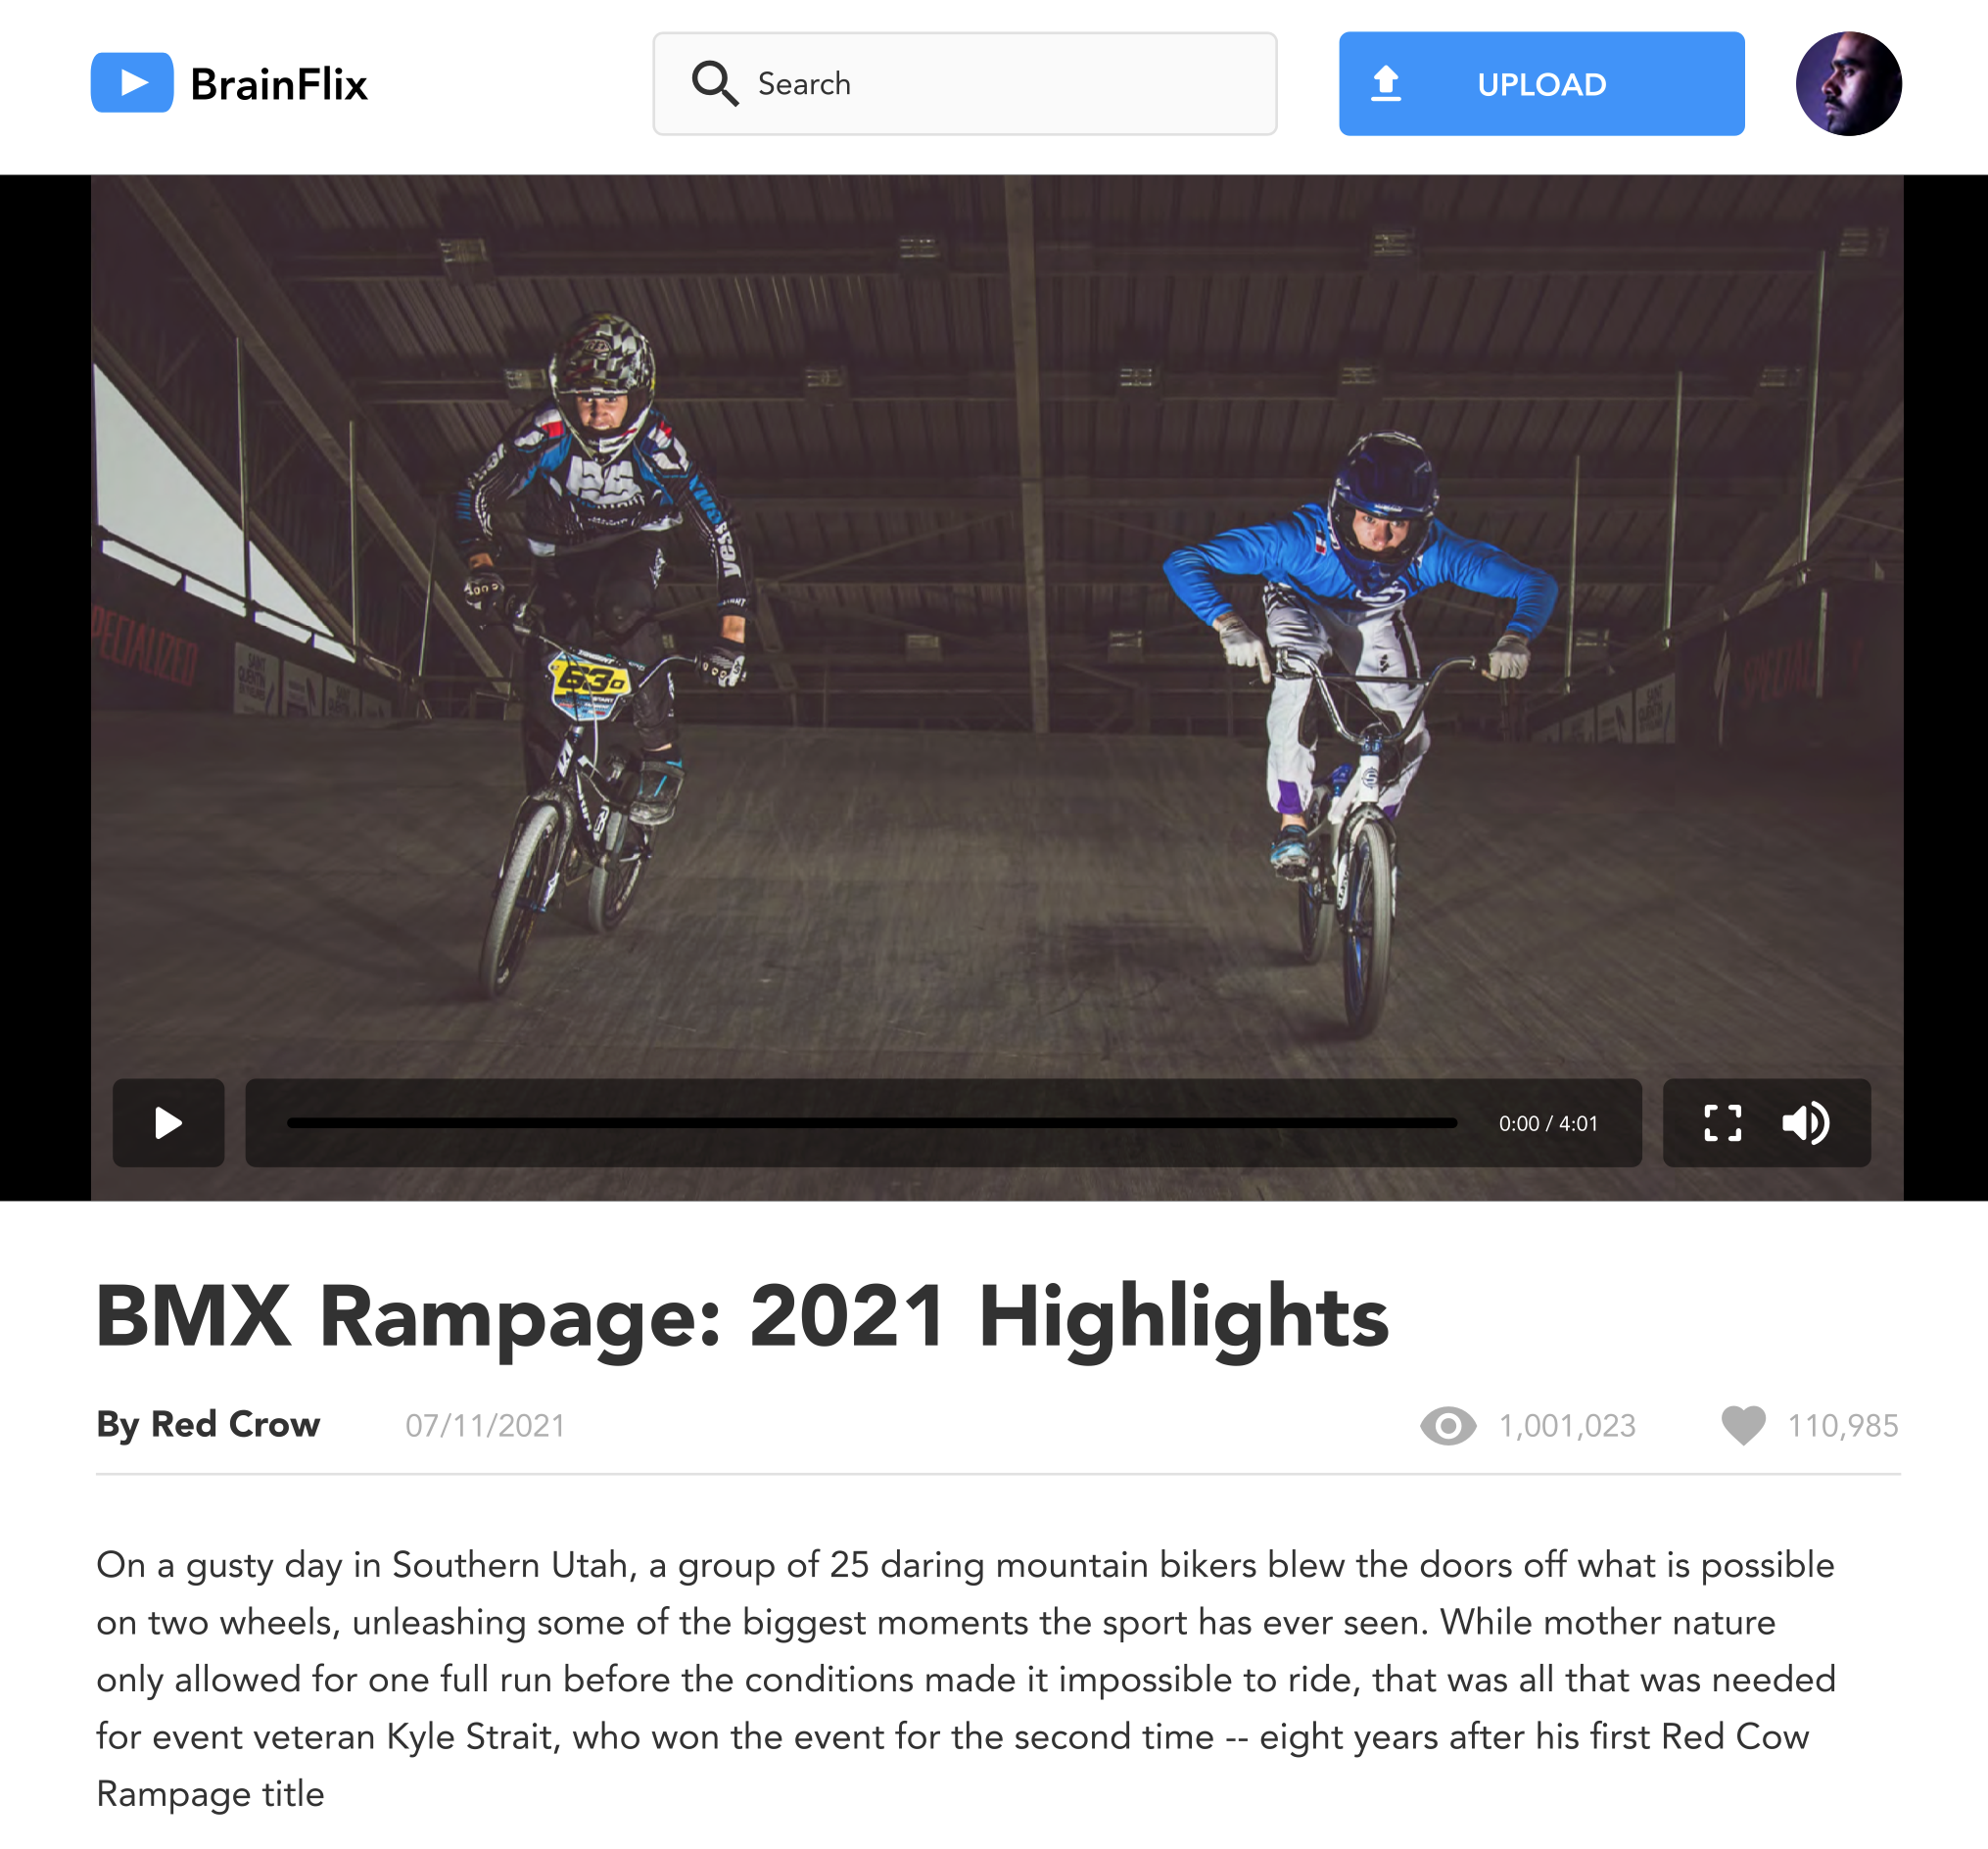 BrainFlix
Search
UPLOAD
PECIALIZED
SAINT
QUENTIN
63
0:00 / 4:01
BMX Rampage: 2021 Highlights
By Red Crow 07/11/2021 1,001,023 110,985
On a gusty day in Southern Utah, a group of 25 daring mountain bikers blew the doors off what is possible
on two wheels, unleashing some of the biggest moments the sport has ever seen. While mother nature
only allowed for one full run before the conditions made it impossible to ride, that was all that was needed
for event veteran Kyle Strait, who won the event for the second time -- eight years after his first Red Cow
Rampage title